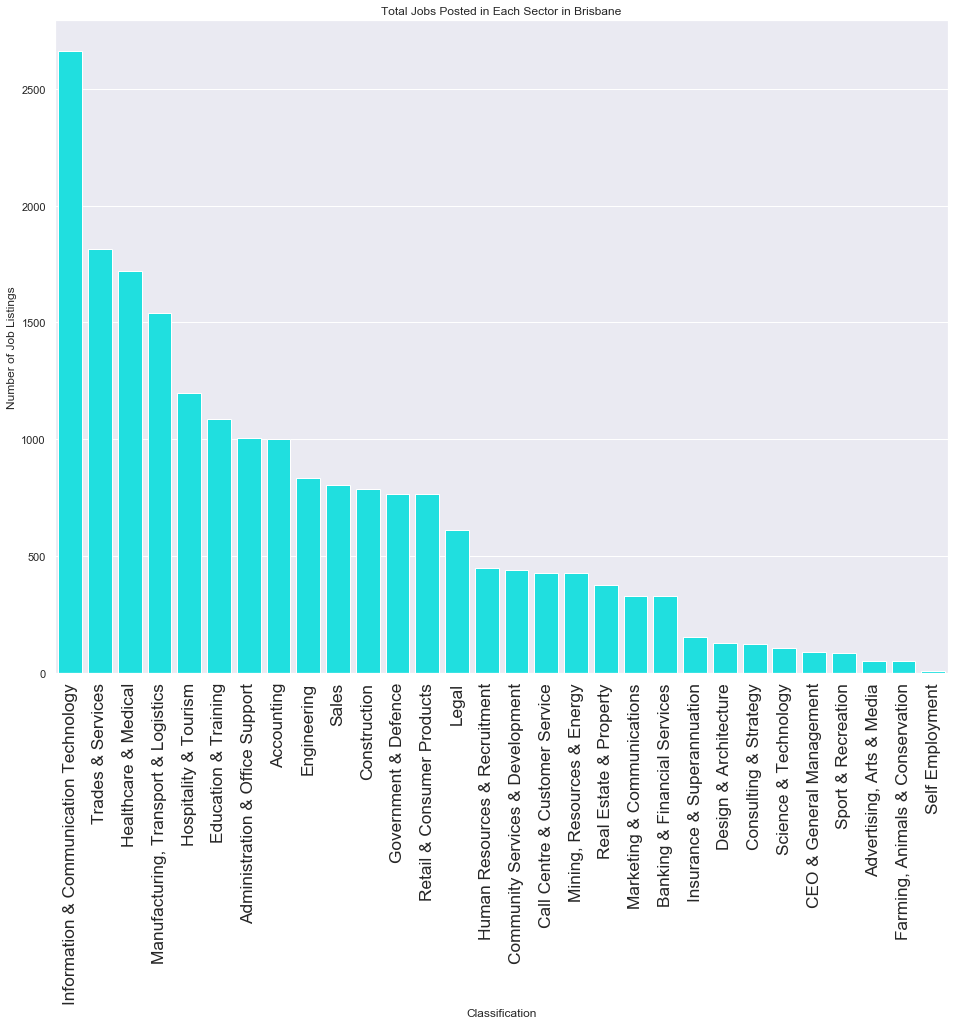 Total Jobs Posted in Each Sector in Brisbane
Number of Job Listings
2500
2000
1500
1000
500
0
Information & Communication Technology
Trades & Services
Healthcare & Medical
Manufacturing, Transport & Logistics
Hospitality & Tourism
Education & Training
Administration & Office Support
Accounting
Engineering
Sales
Construction
Government & Defence
Retail & Consumer Products
Legal
Human Resources & Recruitment
Community Services & Development
Call Centre & Customer Service
Mining, Resources & Energy
Real Estate & Property
Marketing & Communications
Banking & Financial Services
Insurance & Superannuation
Design & Architecture
Consulting & Strategy
Science & Technology
CEO & General Management
Sport & Recreation
Advertising, Arts & Media
Farming, Animals & Conservation
Self Employment
Classification